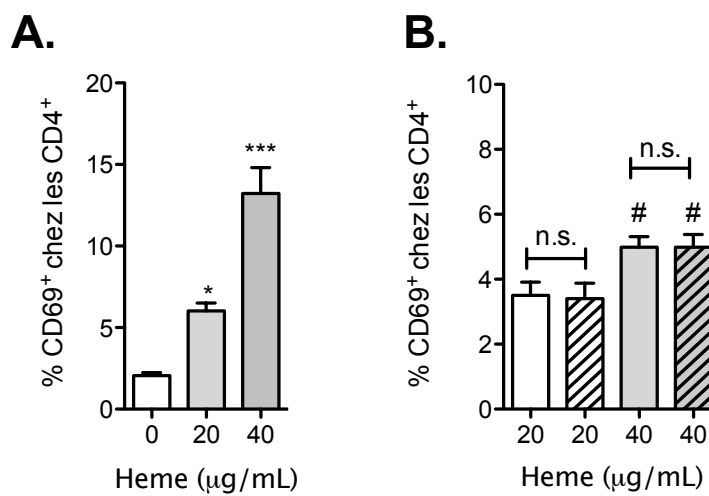 A.
% CD69+ chez les CD4+
20
15
10
5
0
*
***
0 20 40
Heme (μg/mL)
B.
% CD69+ chez les CD4+
10
8
6
4
2
0
n.s.
n.s.
# #
20 20 40 40
Heme (μg/mL)